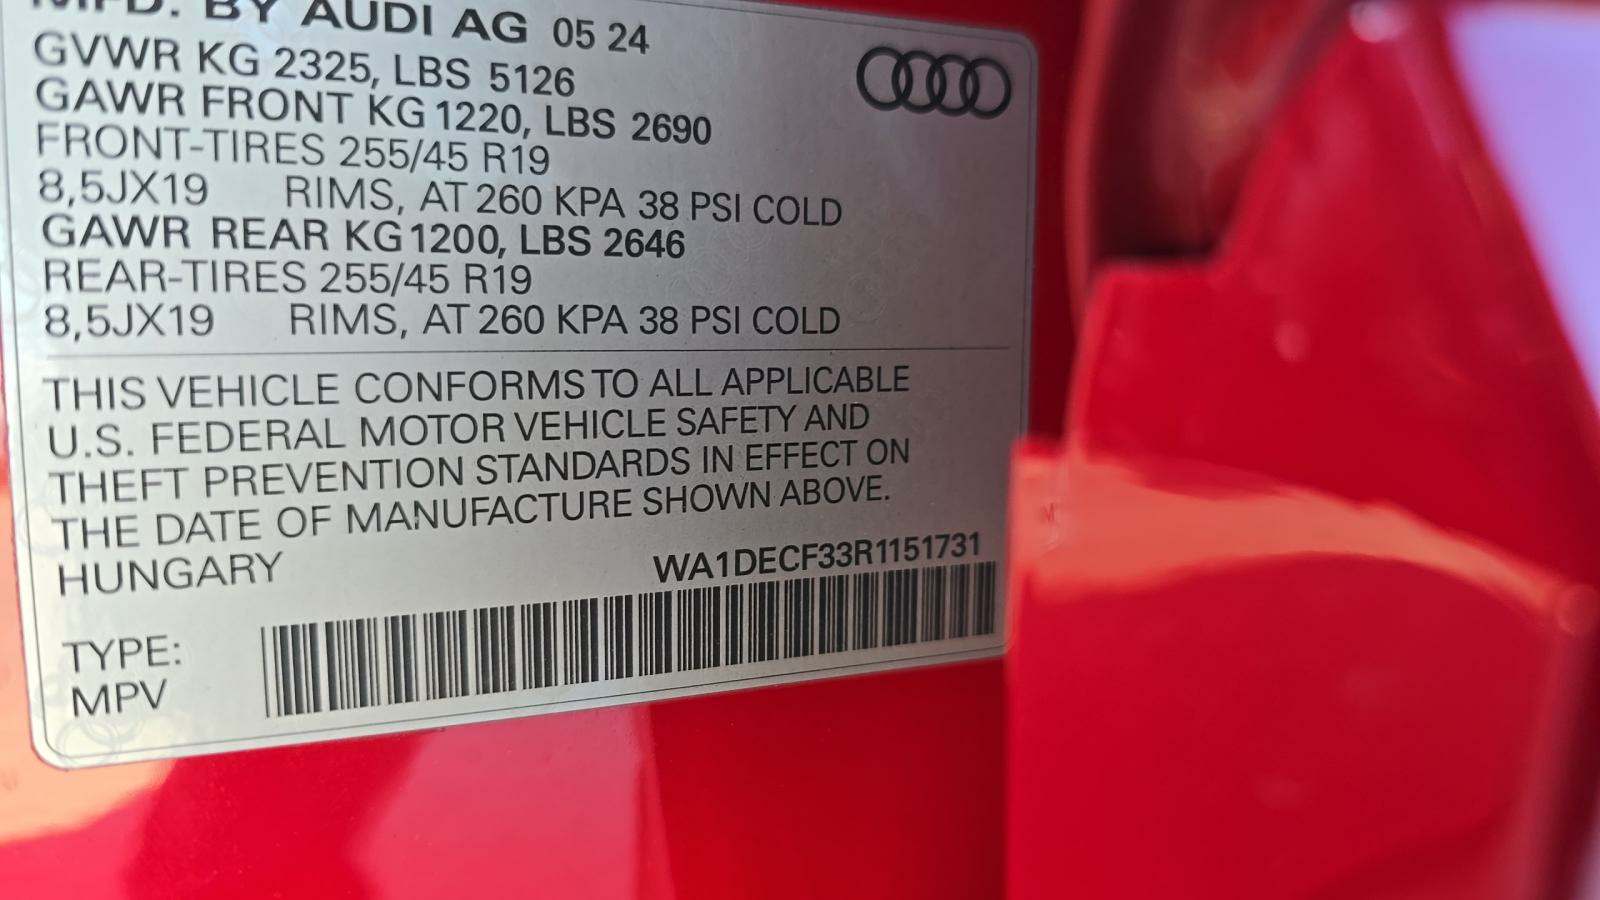 MFD. BY AUDI AG 05 24
GVWR KG 2325, LBS 5126
GAWR FRONT KG 1220, LBS 2690
FRONT-TIRES 255/45 R19
8,5JX19 RIMS, AT 260 KPA 38 PSI COLD
GAWR REAR KG 1200, LBS 2646
REAR-TIRES 255/45 R19
8,5JX19 RIMS, AT 260 KPA 38 PSI COLD
THIS VEHICLE CONFORMS TO ALL APPLICABLE
U.S. FEDERAL MOTOR VEHICLE SAFETY AND
THEFT PREVENTION STANDARDS IN EFFECT ON
THE DATE OF MANUFACTURE SHOWN ABOVE.
HUNGARY WA1DECF33R1151731
TYPE:
MPV